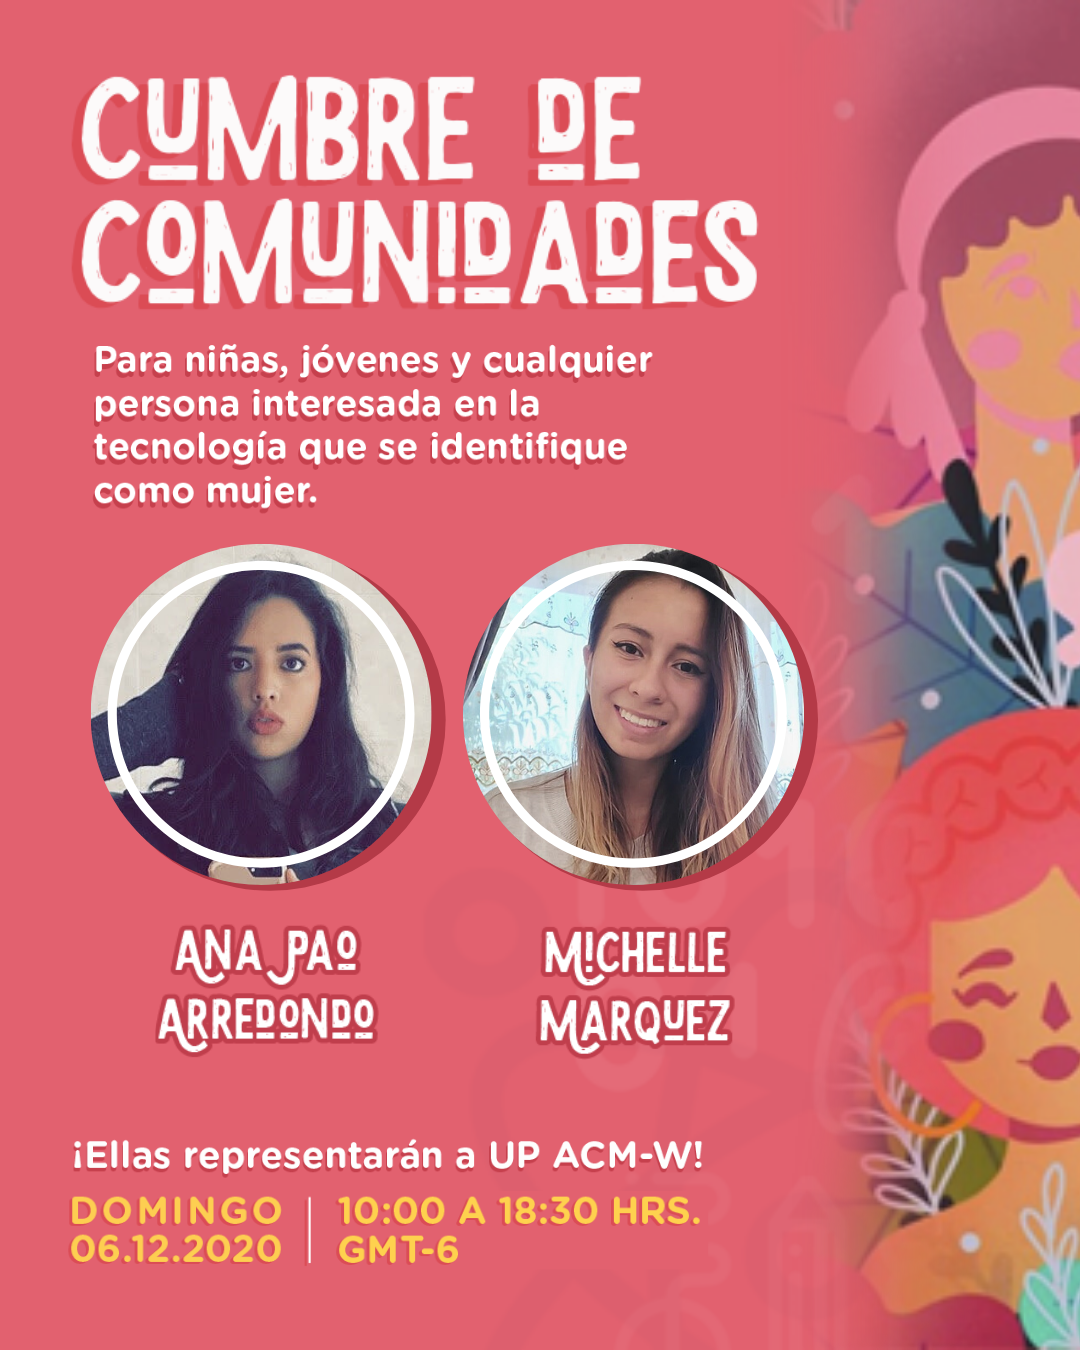 CUMBRE DE
COMUNIDADES
Para niñas, jóvenes y cualquier
persona interesada en la
tecnología que se identifique
como mujer.
ANA PAO
ARREDONDO
MICHELLE
MARQUEZ
¡Ellas representarán a UP ACM-W!
DOMINGO
06.12.2020
10:00 A 18:30 HRS.
GMT-6